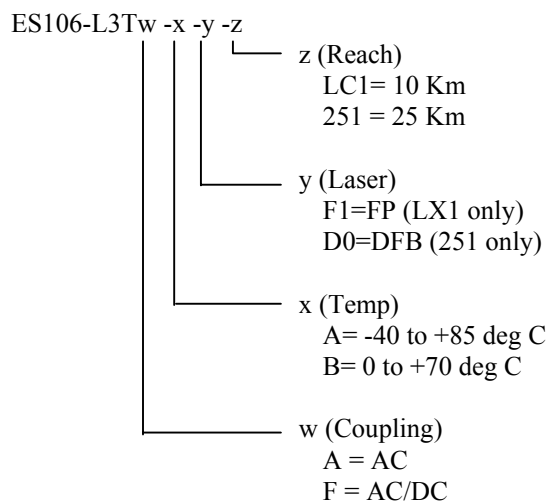 ES106-L3Tw -x -y -z
z (Reach)
LC1= 10 Km
251 = 25 Km
y (Laser)
F1=FP (LX1 only)
D0=DFB (251 only)
x (Temp)
A= -40 to +85 deg C
B= 0 to +70 deg C
w (Coupling)
A = AC
F = AC/DC